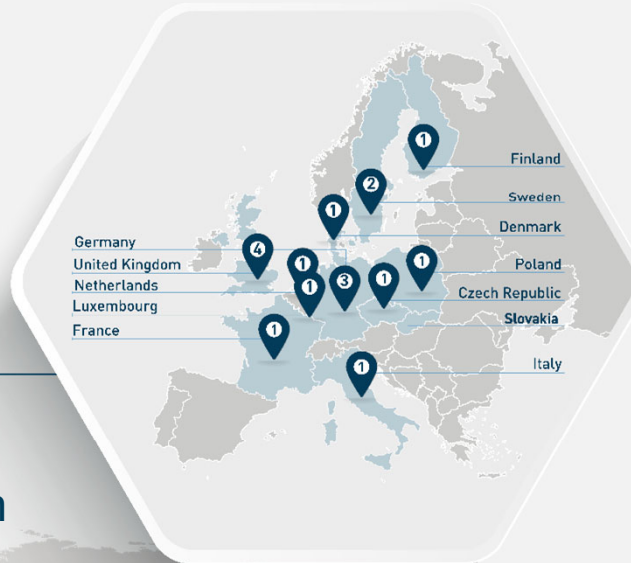 1
Finland
2
Sweden
1
Denmark
Germany
4
United Kingdom
1
Netherlands
1
Luxembourg
3
1
1
Poland
Czech Republic
Slovakia
France
1
1
Italy